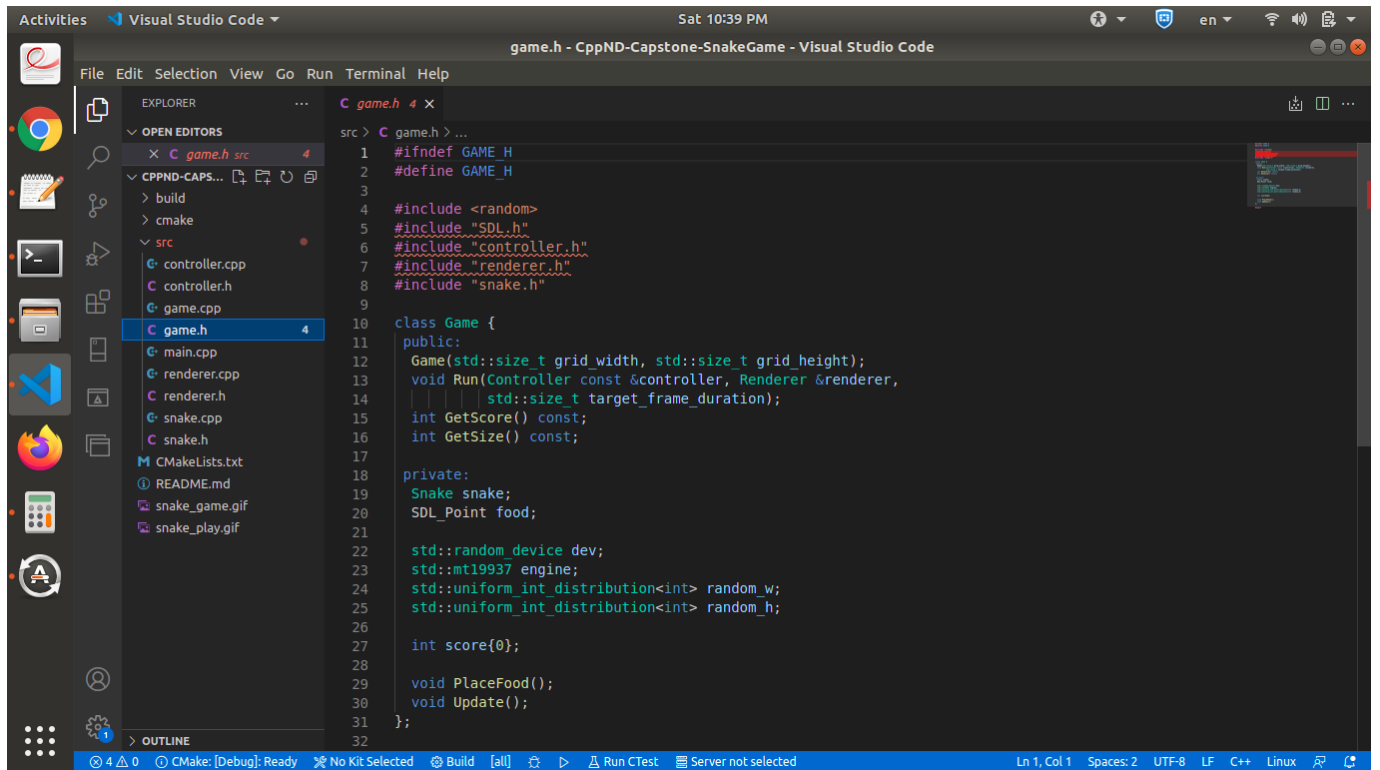 Activities Visual Studio Code Sat 10:39 PM en
game.h - CppND-Capstone-SnakeGame - Visual Studio Code
File Edit Selection View Go Run Terminal Help
EXPLORER
OPEN EDITORS
C game.h src 4
CPPND-CAPS...
build
cmake
src
controller.cpp
C controller.h
game.cpp
C game.h 4
main.cpp
renderer.cpp
C renderer.h
snake.cpp
C snake.h
M CMakeLists.txt
README.md
snake_game.gif
snake_play.gif
OUTLINE
1
C game.h 4
src > C game.h > ...
1 #ifndef GAME_H
2 #define GAME_H
3
4 #include <random>
5 #include "SDL.h"
6 #include "controller.h"
7 #include "renderer.h"
8 #include "snake.h"
9
10 class Game {
11 public:
12 Game(std::size_t grid_width, std::size_t grid_height);
13 void Run(Controller const &controller, Renderer &renderer,
14 std::size_t target_frame_duration);
15 int GetScore() const;
16 int GetSize() const;
17
18 private:
19 Snake snake;
20 SDL_Point food;
21
22 std::random_device dev;
23 std::mt19937 engine;
24 std::uniform_int_distribution<int> random_w;
25 std::uniform_int_distribution<int> random_h;
26
27 int score{0};
28
29 void PlaceFood();
30 void Update();
31 };
32
4 0 CMake: [Debug]: Ready No Kit Selected Build [all] Run CTest Server not selected Ln 1, Col 1 Spaces: 2 UTF-8 LF C++ Linux